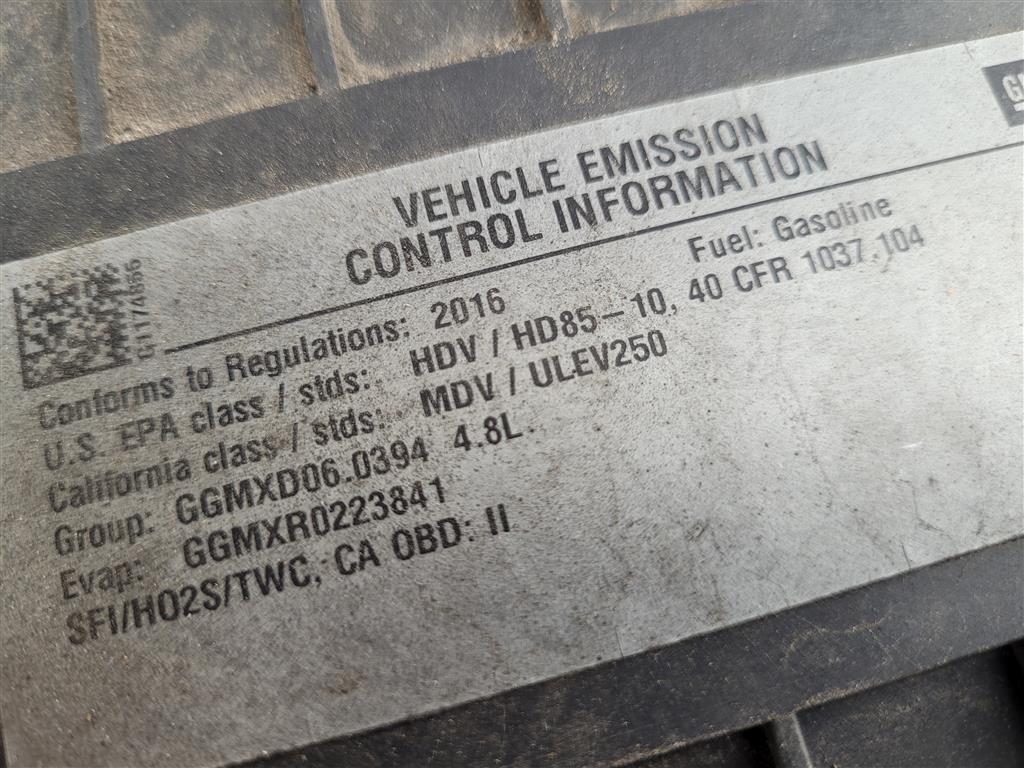 GM
VEHICLE EMISSION
CONTROL INFORMATION
Conforms to Regulations: 2016 Fuel: Gasoline
U.S. EPA class / stds: HDV / HD85-10, 40 CFR 1037.104
California class / stds: MDV / ULEV250
Group: GGMXD06.0394 4.8L
Evap: GGMXR0223841
SFI/HO2S/TWC, CA OBD: II